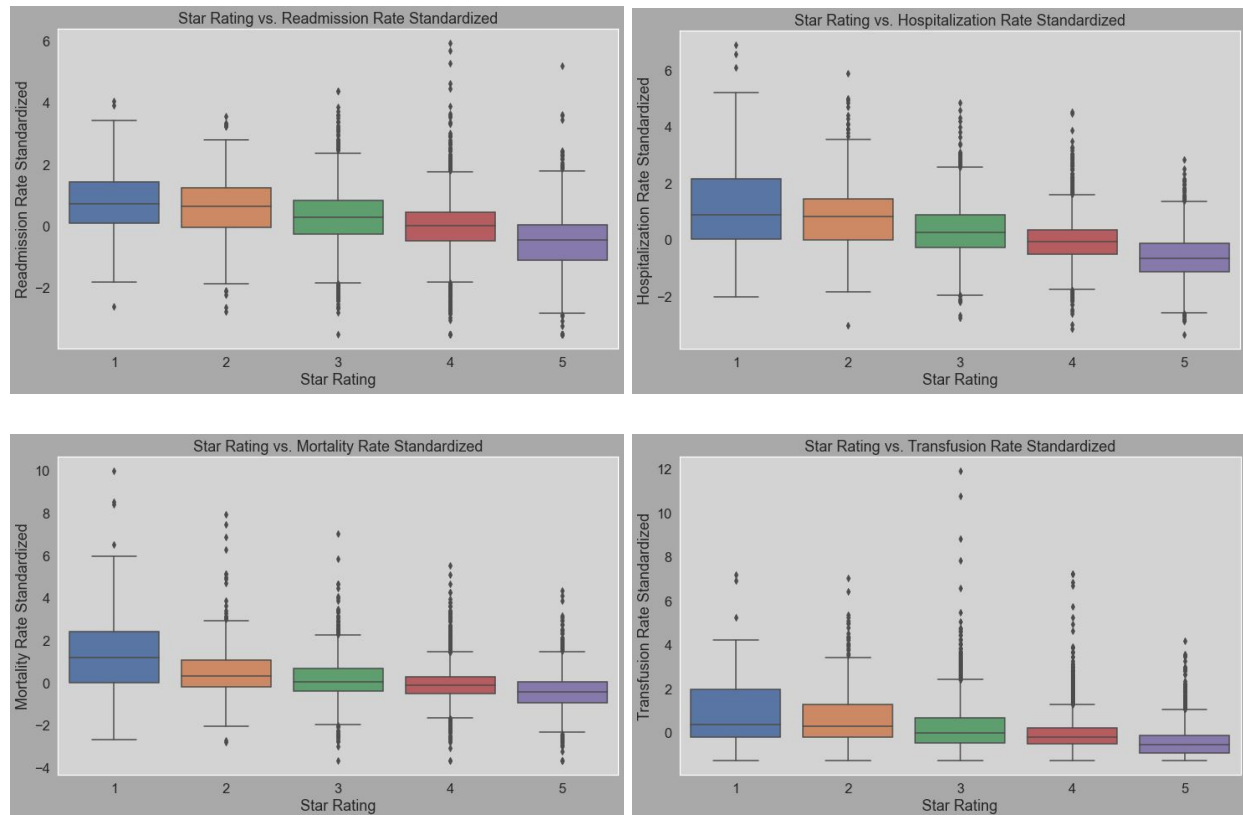 Star Rating vs. Readmission Rate Standardized
Readmission Rate Standardized
6
4
2
0
−2
1 2 3 4 5
Star Rating
Star Rating vs. Hospitalization Rate Standardized
Hospitalization Rate Standardized
6
4
2
0
−2
1 2 3 4 5
Star Rating
Star Rating vs. Mortality Rate Standardized
Mortality Rate Standardized
10
8
6
4
2
0
−2
−4
1 2 3 4 5
Star Rating
Star Rating vs. Transfusion Rate Standardized
Transfusion Rate Standardized
12
10
8
6
4
2
0
1 2 3 4 5
Star Rating